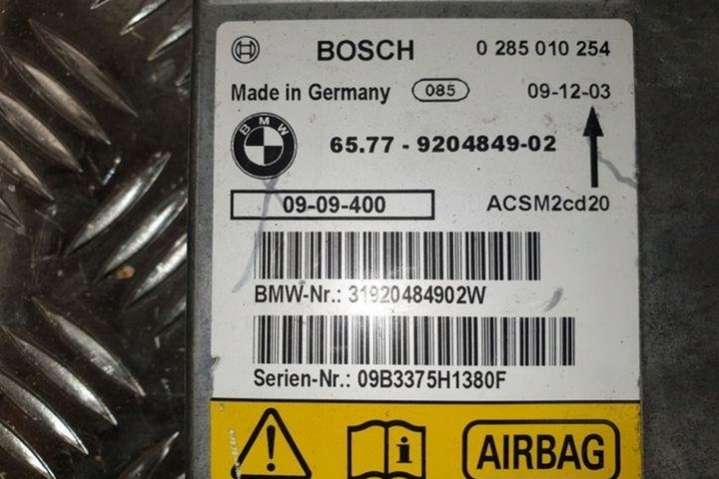 BOSCH 0 285 010 254
Made in Germany 085 09-12-03
BMW 65.77 - 9204849-02
09-09-400 ACSM2cd20
BMW-Nr.: 31920484902W
Serien-Nr.: 09B3375H1380F
i AIRBAG